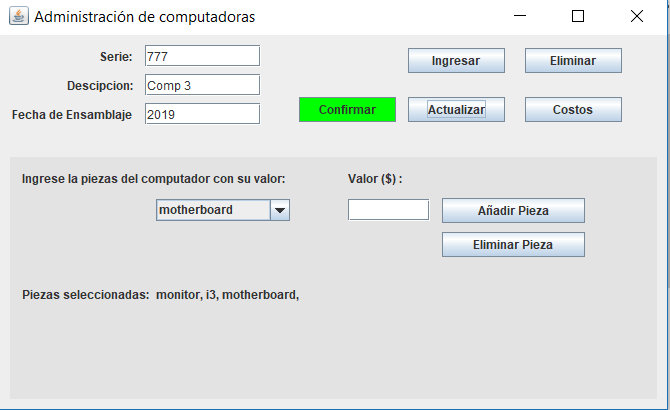 Administración de computadoras
Serie: 777 Ingresar Eliminar
Descipcion: Comp 3
Fecha de Ensamblaje 2019 Confirmar Actualizar Costos
Ingrese la piezas del computador con su valor: Valor ($) :
motherboard Añadir Pieza
Eliminar Pieza
Piezas seleccionadas: monitor, i3, motherboard,